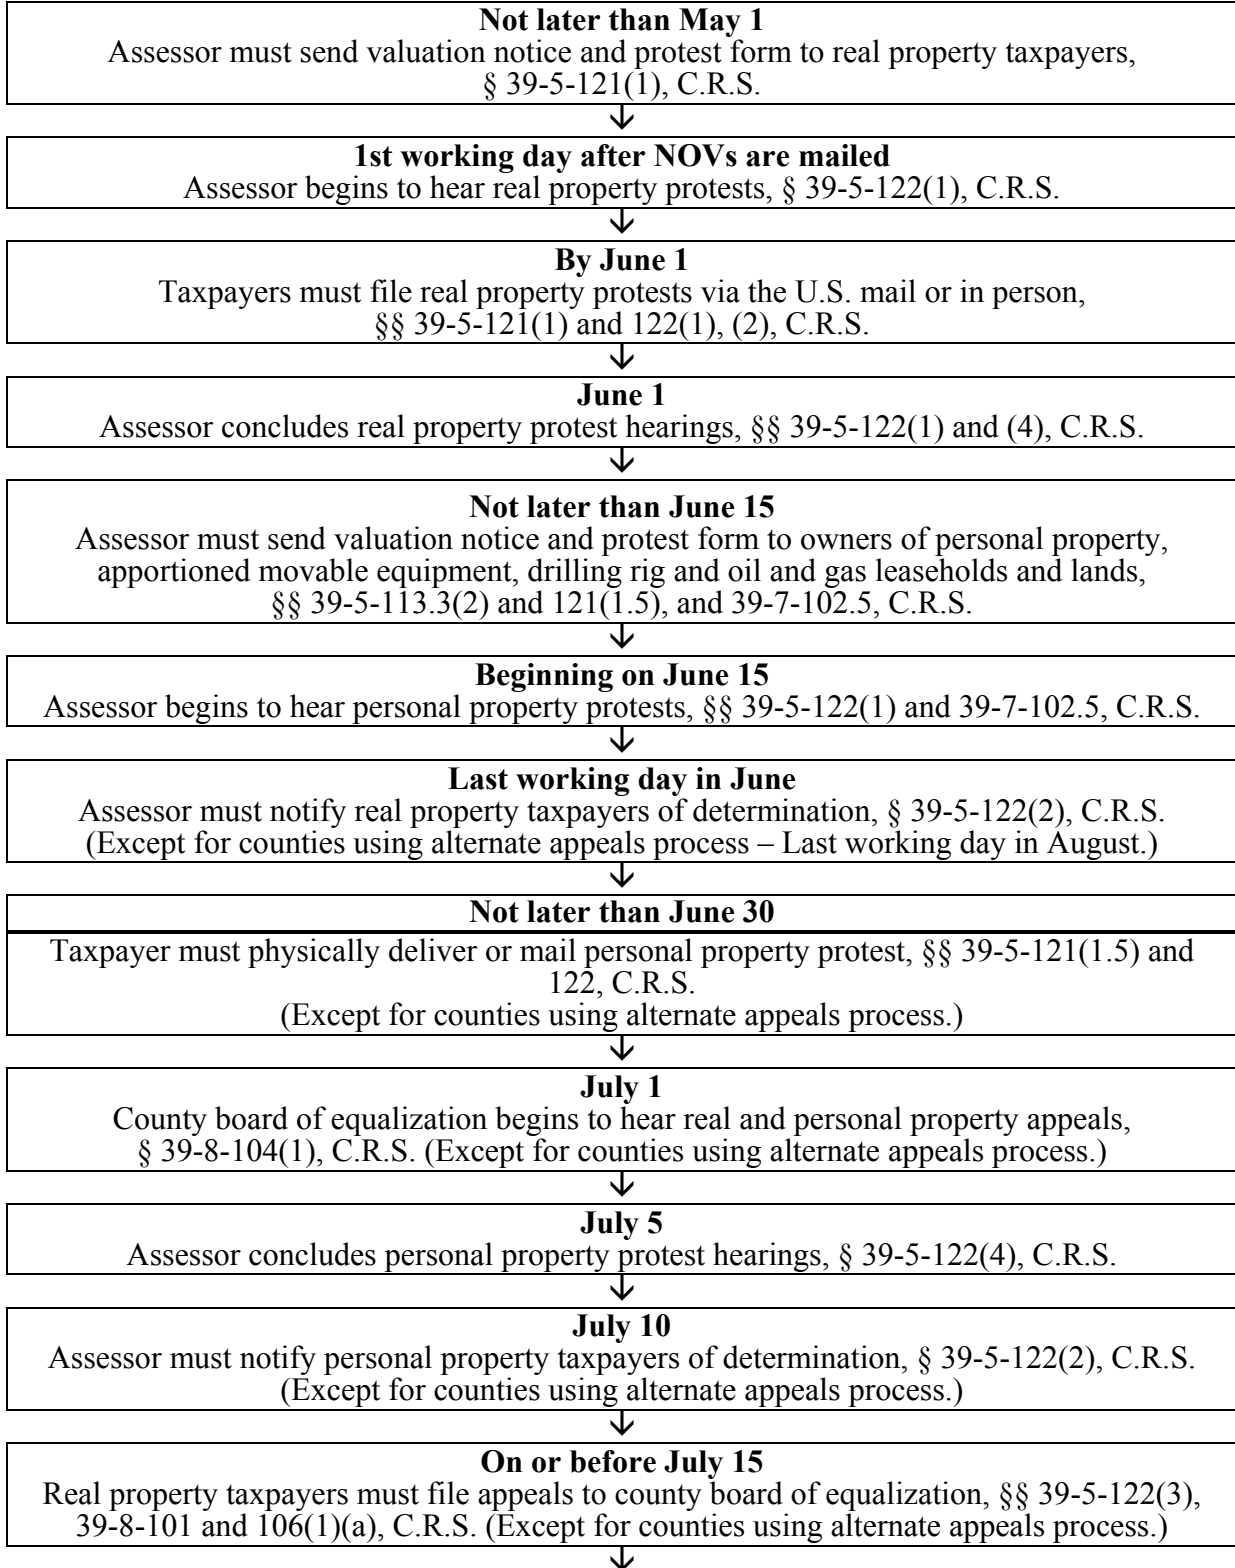 Not later than May 1
Assessor must send valuation notice and protest form to real property taxpayers,
§ 39-5-121(1), C.R.S.
1st working day after NOVs are mailed
Assessor begins to hear real property protests, § 39-5-122(1), C.R.S.
By June 1
Taxpayers must file real property protests via the U.S. mail or in person,
§§ 39-5-121(1) and 122(1), (2), C.R.S.
June 1
Assessor concludes real property protest hearings, §§ 39-5-122(1) and (4), C.R.S.
Not later than June 15
Assessor must send valuation notice and protest form to owners of personal property,
apportioned movable equipment, drilling rig and oil and gas leaseholds and lands,
§§ 39-5-113.3(2) and 121(1.5), and 39-7-102.5, C.R.S.
Beginning on June 15
Assessor begins to hear personal property protests, §§ 39-5-122(1) and 39-7-102.5, C.R.S.
Last working day in June
Assessor must notify real property taxpayers of determination, § 39-5-122(2), C.R.S.
(Except for counties using alternate appeals process – Last working day in August.)
Not later than June 30
Taxpayer must physically deliver or mail personal property protest, §§ 39-5-121(1.5) and
122, C.R.S.
(Except for counties using alternate appeals process.)
July 1
County board of equalization begins to hear real and personal property appeals,
§ 39-8-104(1), C.R.S. (Except for counties using alternate appeals process.)
July 5
Assessor concludes personal property protest hearings, § 39-5-122(4), C.R.S.
July 10
Assessor must notify personal property taxpayers of determination, § 39-5-122(2), C.R.S.
(Except for counties using alternate appeals process.)
On or before July 15
Real property taxpayers must file appeals to county board of equalization, §§ 39-5-122(3),
39-8-101 and 106(1)(a), C.R.S. (Except for counties using alternate appeals process.)